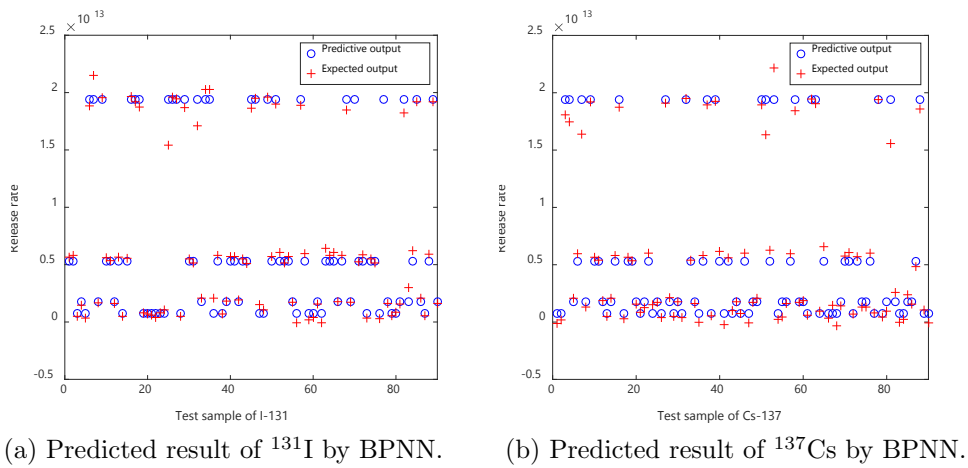 × 10 13
2.5
2
1.5
1
0.5
0
-0.5
0 20 40 60 80
Release rate
Test sample of I-131
Predictive output
Expected output
(a) Predicted result of ¹³¹I by BPNN.
× 10 13
2.5
2
1.5
1
0.5
0
-0.5
0 20 40 60 80
Release rate
Test sample of Cs-137
Predictive output
Expected output
(b) Predicted result of ¹³⁷Cs by BPNN.